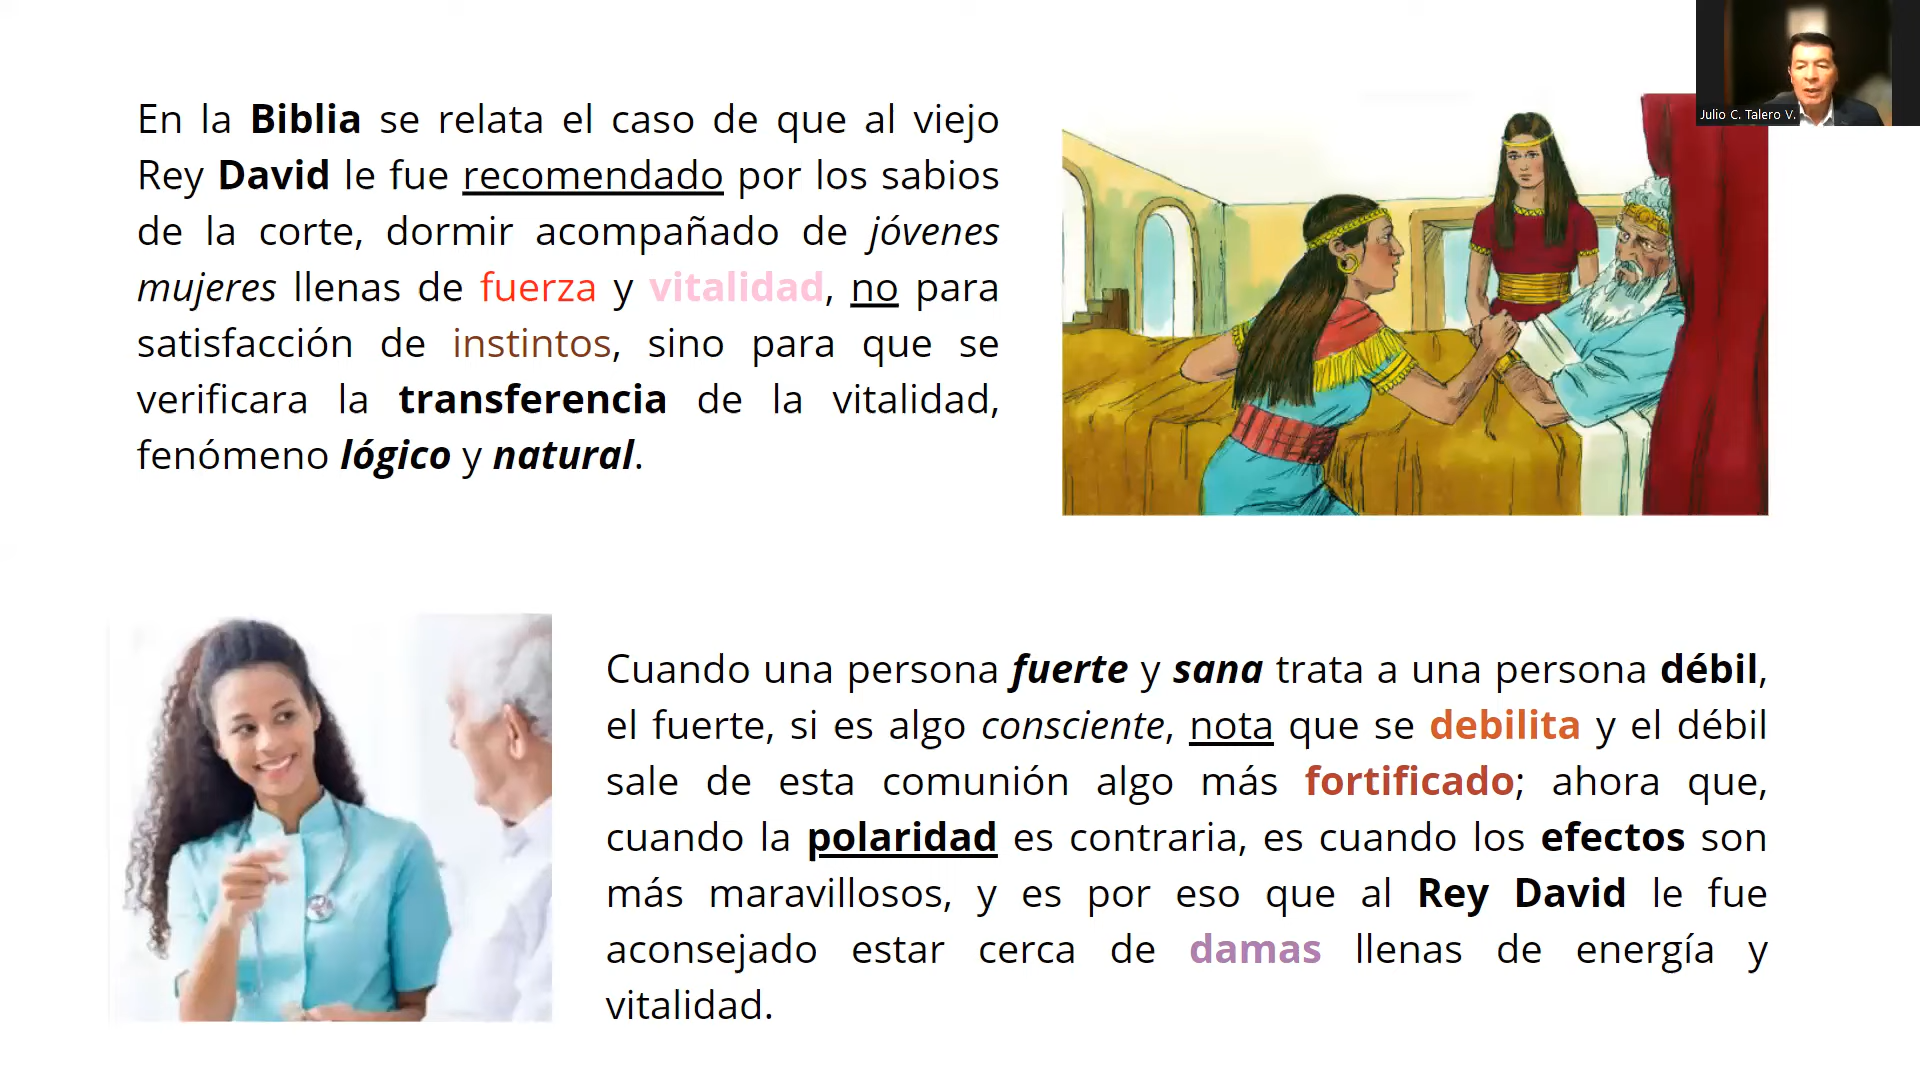 Julio C. Talero V.
En la Biblia se relata el caso de que al viejo
Rey David le fue recomendado por los sabios
de la corte, dormir acompañado de jóvenes
mujeres llenas de fuerza y vitalidad, no para
satisfacción de instintos, sino para que se
verificara la transferencia de la vitalidad,
fenómeno lógico y natural.
Cuando una persona fuerte y sana trata a una persona débil,
el fuerte, si es algo consciente, nota que se debilita y el débil
sale de esta comunión algo más fortificado; ahora que,
cuando la polaridad es contraria, es cuando los efectos son
más maravillosos, y es por eso que al Rey David le fue
aconsejado estar cerca de damas llenas de energía y
vitalidad.